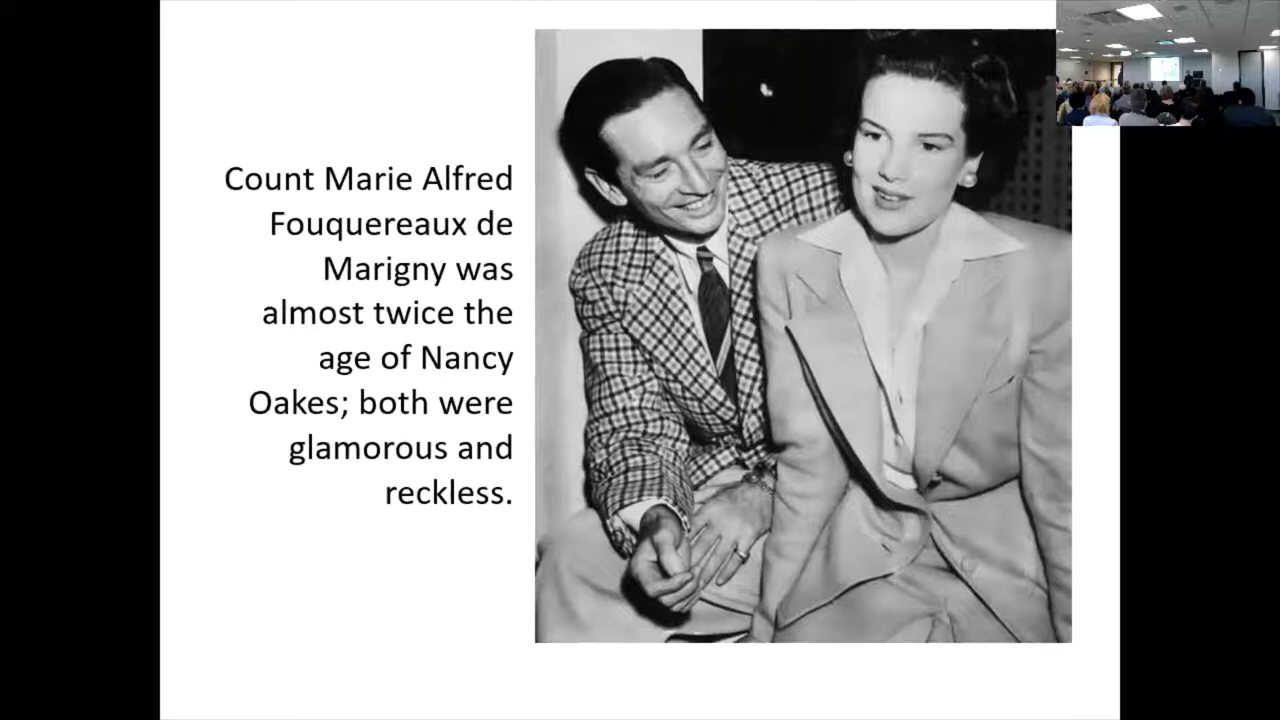 Count Marie Alfred
Fouquereaux de
Marigny was
almost twice the
age of Nancy
Oakes; both were
glamorous and
reckless.